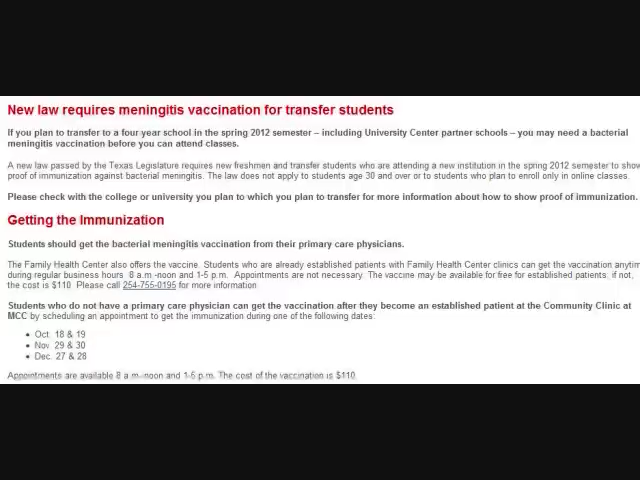 New law requires meningitis vaccination for transfer students
If you plan to transfer to a four year school in the spring 2012 semester – including University Center partner schools – you may need a bacterial
meningitis vaccination before you can attend classes.
A new law passed by the Texas Legislature requires new freshmen and transfer students who are attending a new institution in the spring 2012 semester to show
proof of immunization against bacterial meningitis. The law does not apply to students age 30 and over or to students who plan to enroll only in online classes.
Please check with the college or university you plan to which you plan to transfer for more information about how to show proof of immunization.
Getting the Immunization
Students should get the bacterial meningitis vaccination from their primary care physicians.
The Family Health Center also offers the vaccine. Students who are already established patients with Family Health Center clinics can get the vaccination anytim
during regular business hours 8 a.m.-noon and 1-5 p.m. Appointments are not necessary. The vaccine may be available for free for established patients; if not,
the cost is $110. Please call 254-755-0195 for more information
Students who do not have a primary care physician can get the vaccination after they become an established patient at the Community Clinic at
MCC by scheduling an appointment to get the immunization during one of the following dates:
• Oct. 18 & 19
• Nov. 29 & 30
• Dec. 27 & 28
Appointments are available 8 a.m.-noon and 1-5 p.m. The cost of the vaccination is $110.